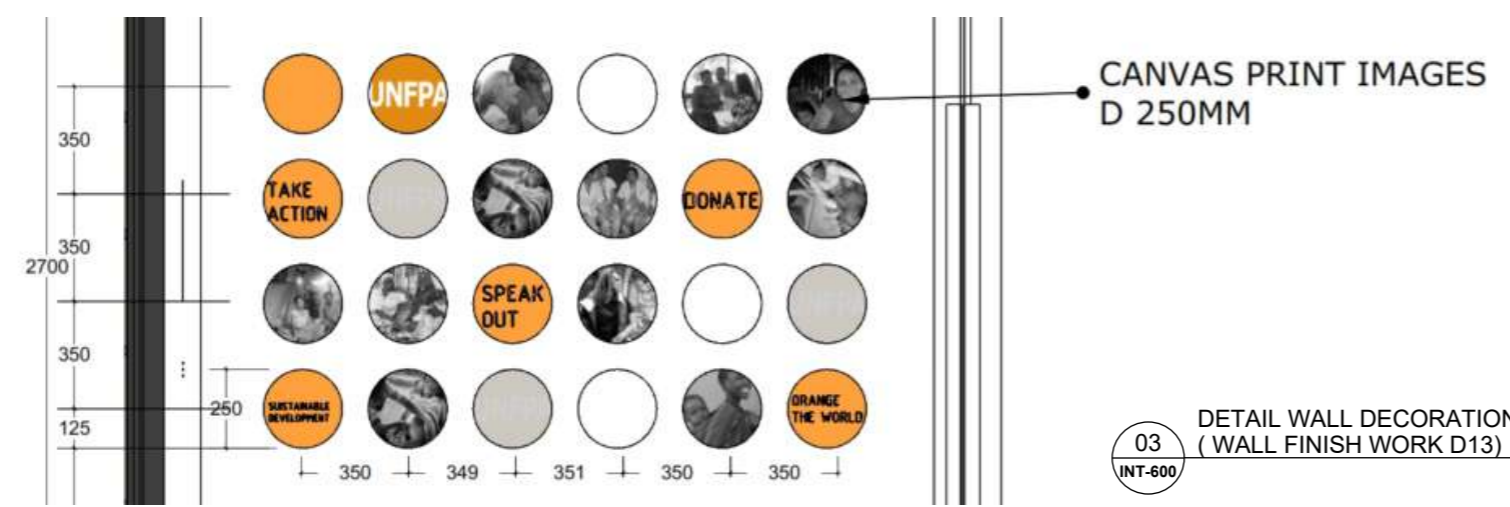 UNFPA
CANVAS PRINT IMAGES
D 250MM
350
TAKE
ACTION
DONATE
350
2700
SPEAK
OUT
350
250
SUSTAINABLE
DEVELOPMENT
ORANGE
THE WORLD
125
350 349 351 350 350
03
INT-600
DETAIL WALL DECORATION
( WALL FINISH WORK D13)